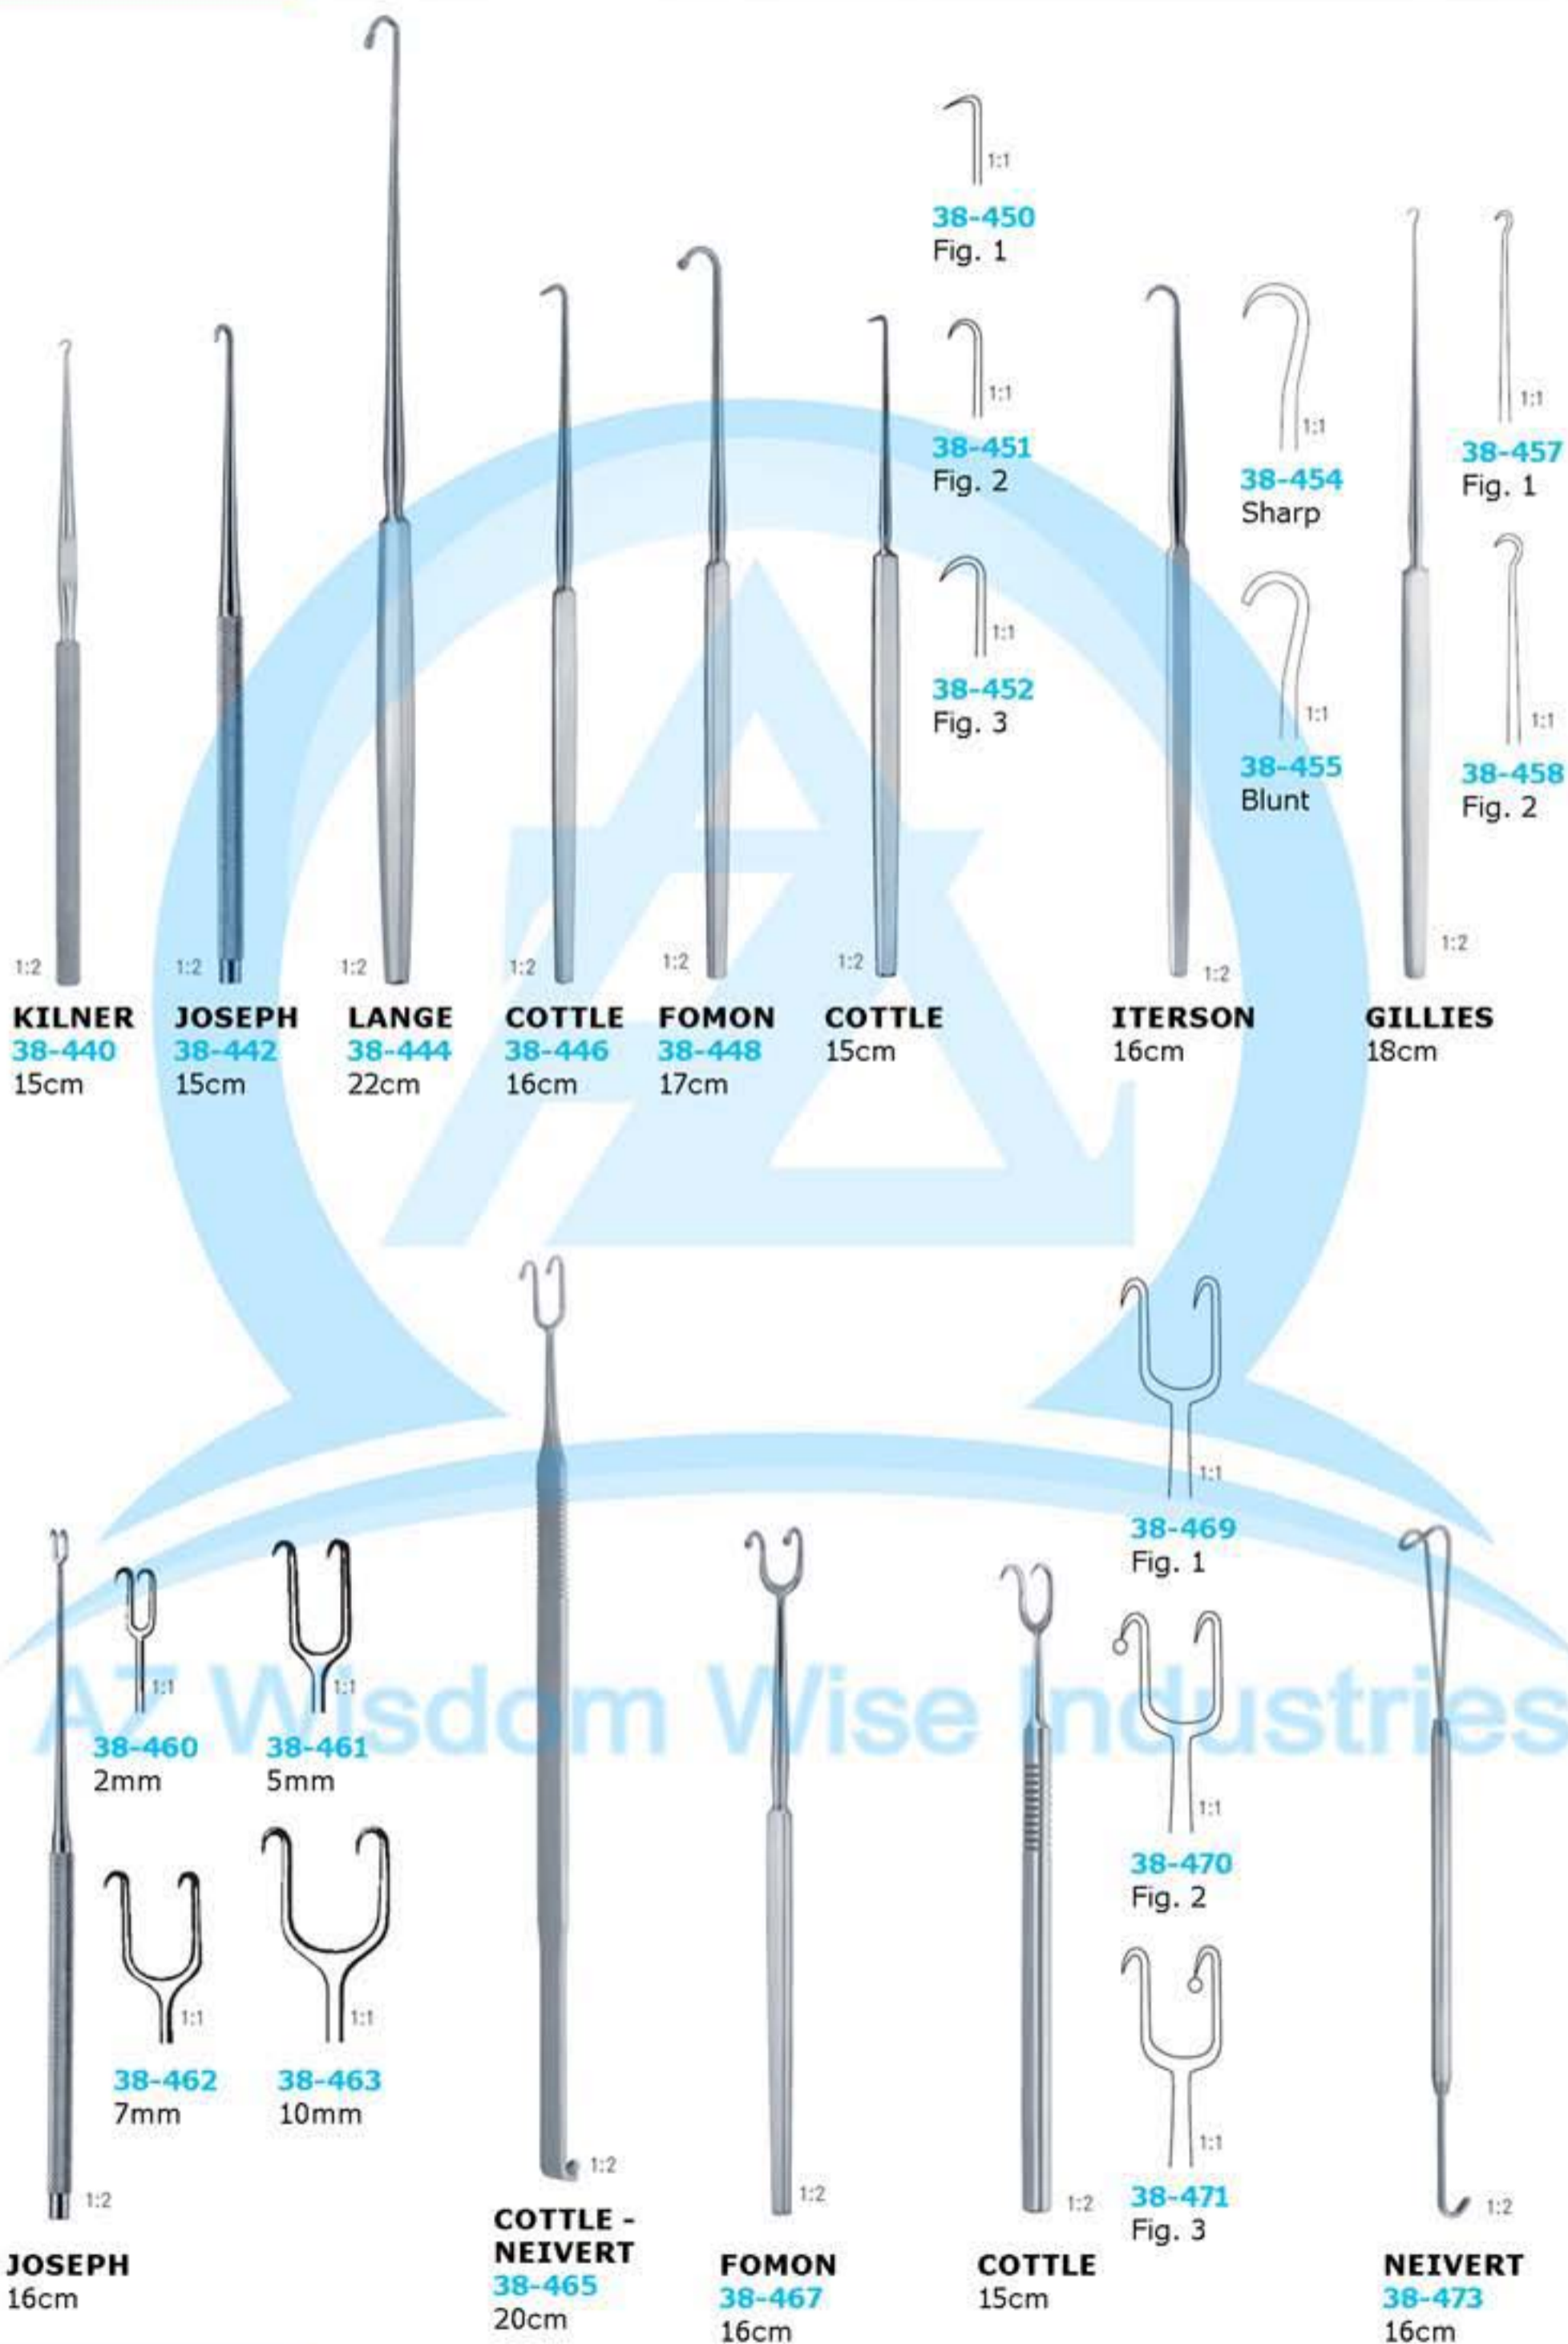 1:1
38-450
Fig. 1
1:1
38-451
Fig. 2
1:1
38-452
Fig. 3
1:1
38-454
Sharp
1:1
38-455
Blunt
1:1
38-457
Fig. 1
1:1
38-458
Fig. 2
1:2
KILNER
38-440
15cm
1:2
JOSEPH
38-442
15cm
1:2
LANGE
38-444
22cm
1:2
COTTLE
38-446
16cm
1:2
FOMON
38-448
17cm
1:2
COTTLE
15cm
1:2
ITERSON
16cm
1:2
GILLIES
18cm
AZ
AZ Wisdom Wise Industries
1:1
38-460
2mm
1:1
38-461
5mm
1:1
38-462
7mm
1:1
38-463
10mm
1:2
JOSEPH
16cm
1:2
COTTLE -
NEIVERT
38-465
20cm
1:2
FOMON
38-467
16cm
1:1
38-469
Fig. 1
1:1
38-470
Fig. 2
1:1
38-471
Fig. 3
1:2
COTTLE
15cm
1:2
NEIVERT
38-473
16cm